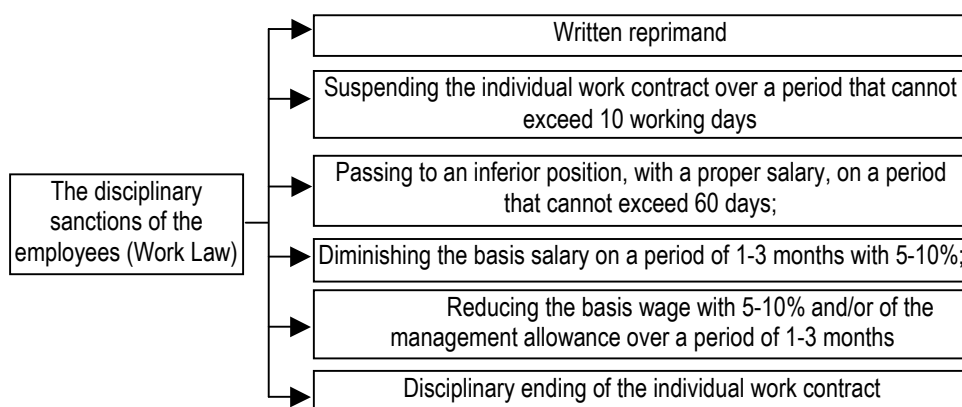 The disciplinary
sanctions of the
employees (Work Law)
Written reprimand
Suspending the individual work contract over a period that cannot
exceed 10 working days
Passing to an inferior position, with a proper salary, on a period
that cannot exceed 60 days;
Diminishing the basis salary on a period of 1-3 months with 5-10%;
Reducing the basis wage with 5-10% and/or of the
management allowance over a period of 1-3 months
Disciplinary ending of the individual work contract